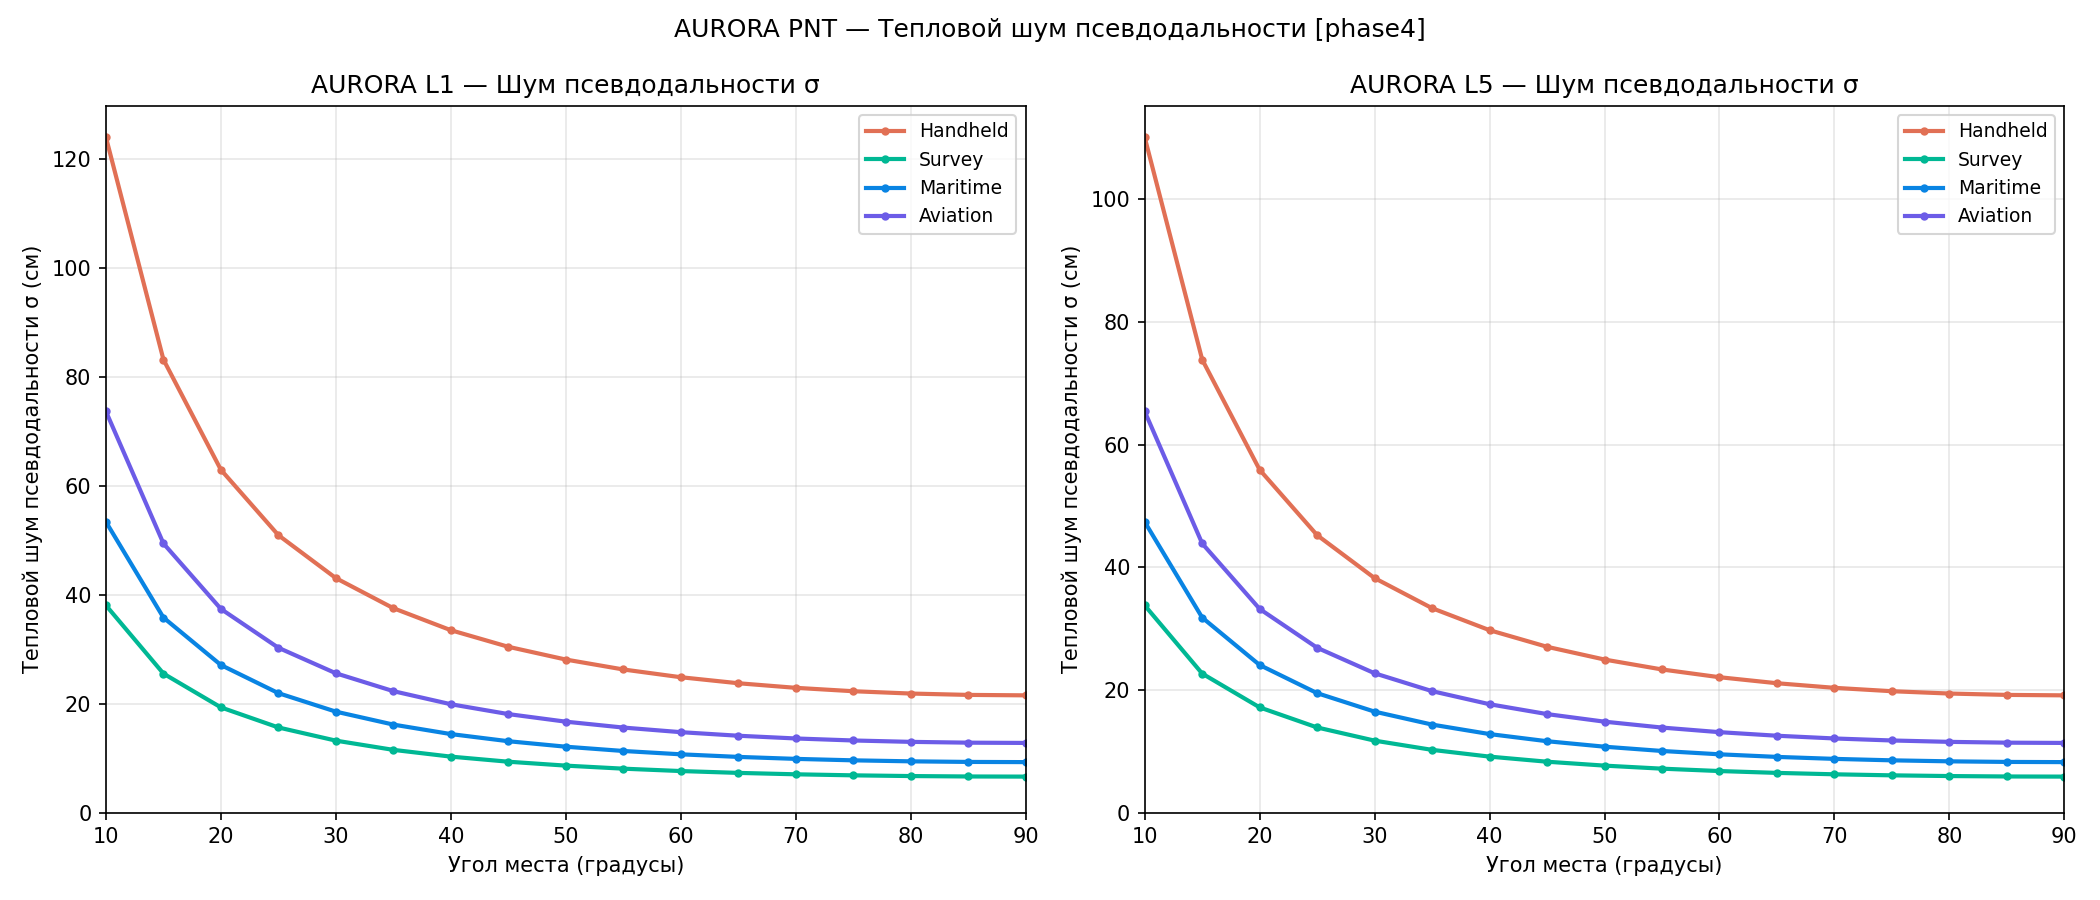 AURORA PNT — Тепловой шум псевдодальности [phase4]
AURORA L1 — Шум псевдодальности σ
Тепловой шум псевдодальности σ (см)
120
100
80
60
40
20
0
10 20 30 40 50 60 70 80 90
Угол места (градусы)
Handheld
Survey
Maritime
Aviation
AURORA L5 — Шум псевдодальности σ
Тепловой шум псевдодальности σ (см)
100
80
60
40
20
0
10 20 30 40 50 60 70 80 90
Угол места (градусы)
Handheld
Survey
Maritime
Aviation